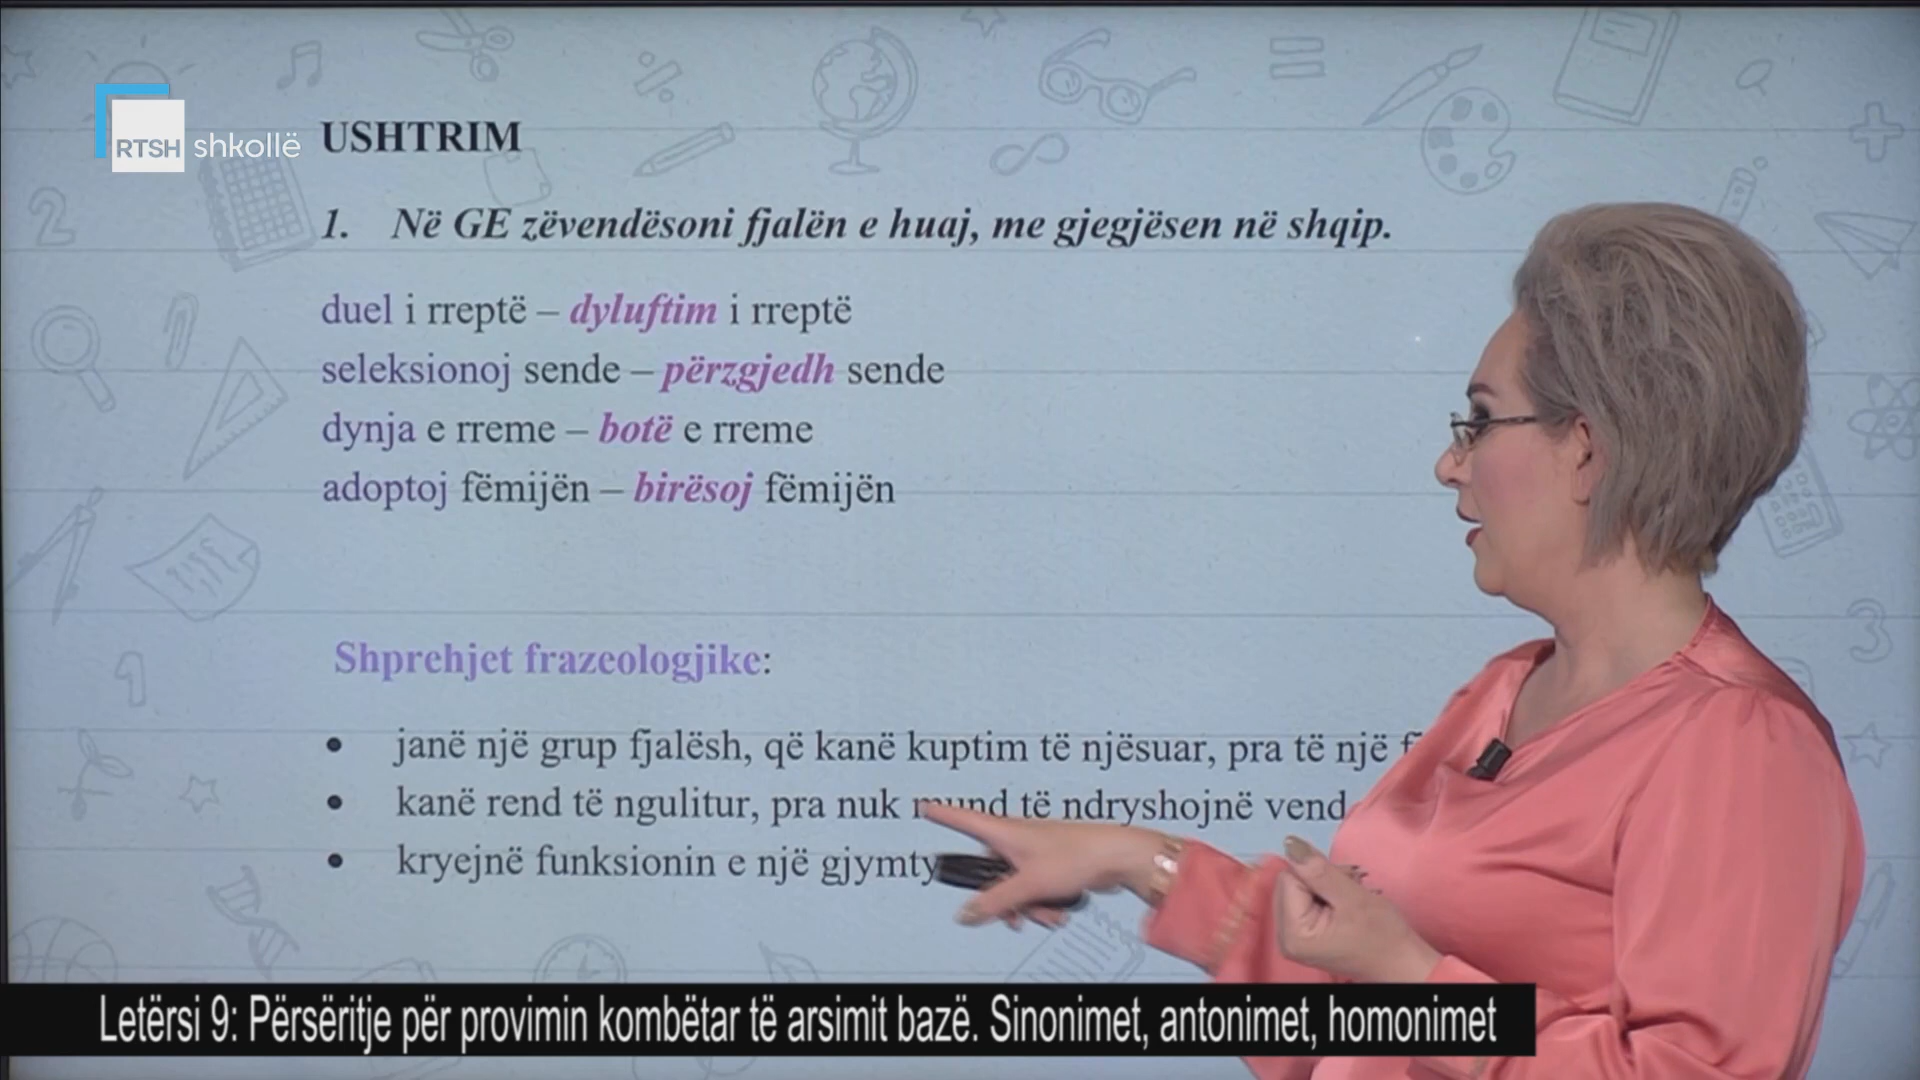 RTSH shkollë
USHTRIM
1. Në GE zëvendësoni fjalën e huaj, me gjegjësen në shqip.
duel i rreptë – dyluftim i rreptë
seleksionoj sende – përzgjedh sende
dynja e rreme – botë e rreme
adoptoj fëmijën – birësoj fëmijën
Shprehjet frazeologjike:
• janë një grup fjalësh, që kanë kuptim të njësuar, pra të një
• kanë rend të ngulitur, pra nuk mund të ndryshojnë vend
• kryejnë funksionin e një
Letërsi 9: Përsëritje për provimin kombëtar të arsimit bazë. Sinonimet, antonimet, homonimet